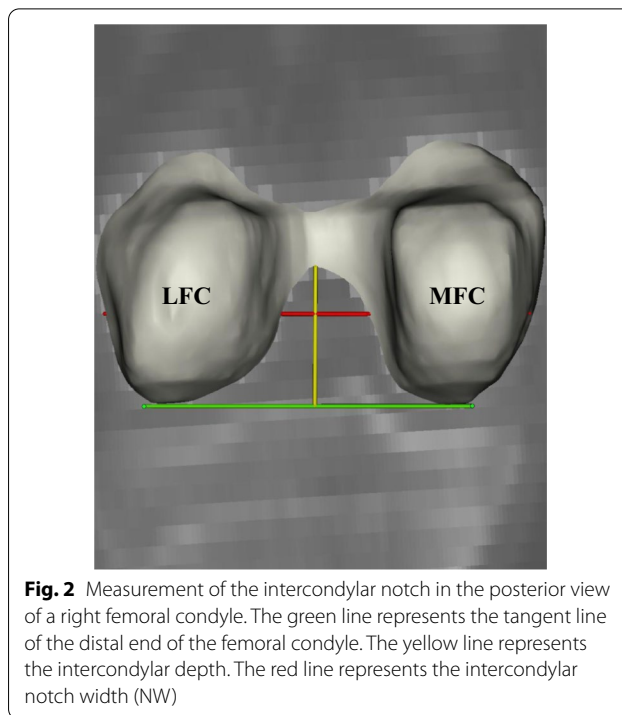 LFC MFC
Fig. 2 Measurement of the intercondylar notch in the posterior view
of a right femoral condyle. The green line represents the tangent line
of the distal end of the femoral condyle. The yellow line represents
the intercondylar depth. The red line represents the intercondylar
notch width (NW)